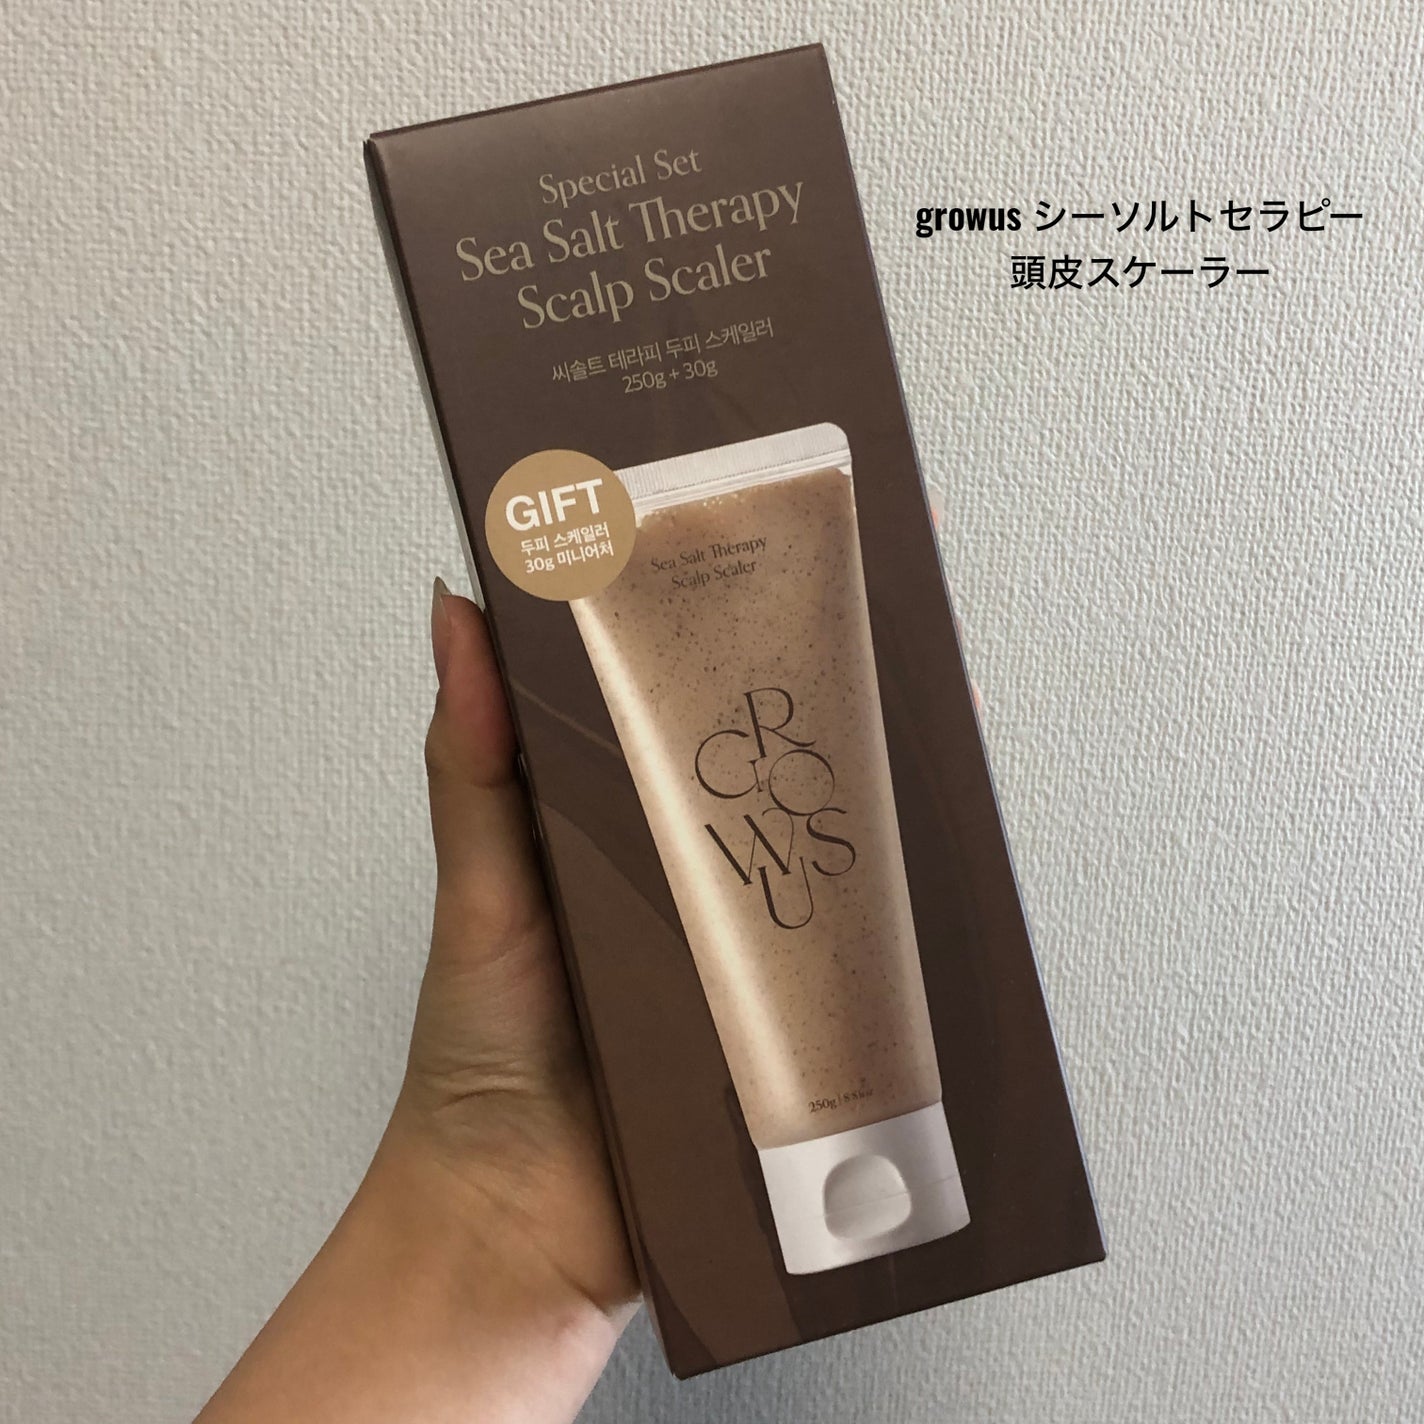 Special Set
Sea Salt Therapy
Scalp Scaler
씨솔트 테라피 두피 스케일러
250g + 30g
growus シーソルトセラピー
頭皮スケーラー
GIFT
두피 스케일러
30g 미니어처
Sea Salt Therapy
Scalp Scaler
GROWUS
250g